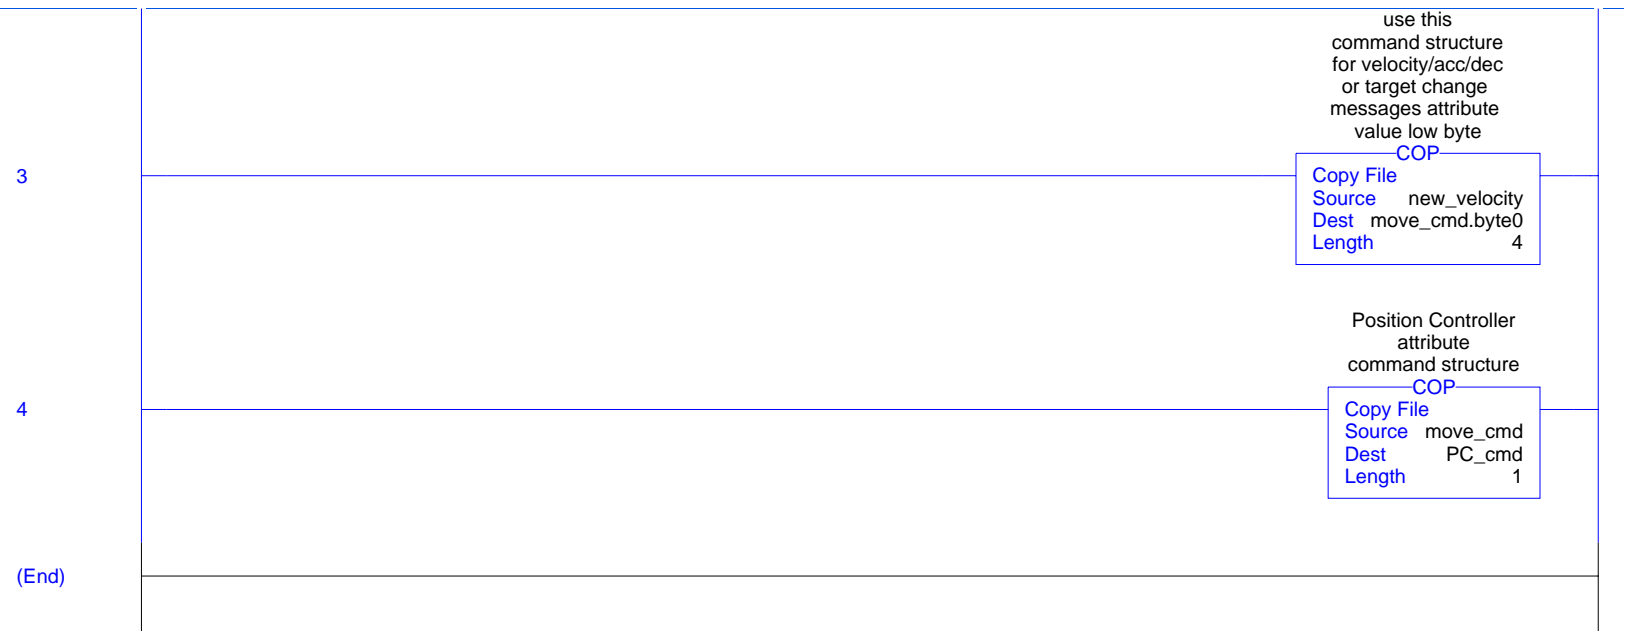 use this
command structure
for velocity/acc/dec
or target change
messages attribute
value low byte
COP
3
Copy File
Source new_velocity
Dest move_cmd.byte0
Length 4
Position Controller
attribute
command structure
COP
4
Copy File
Source move_cmd
Dest PC_cmd
Length 1
(End)